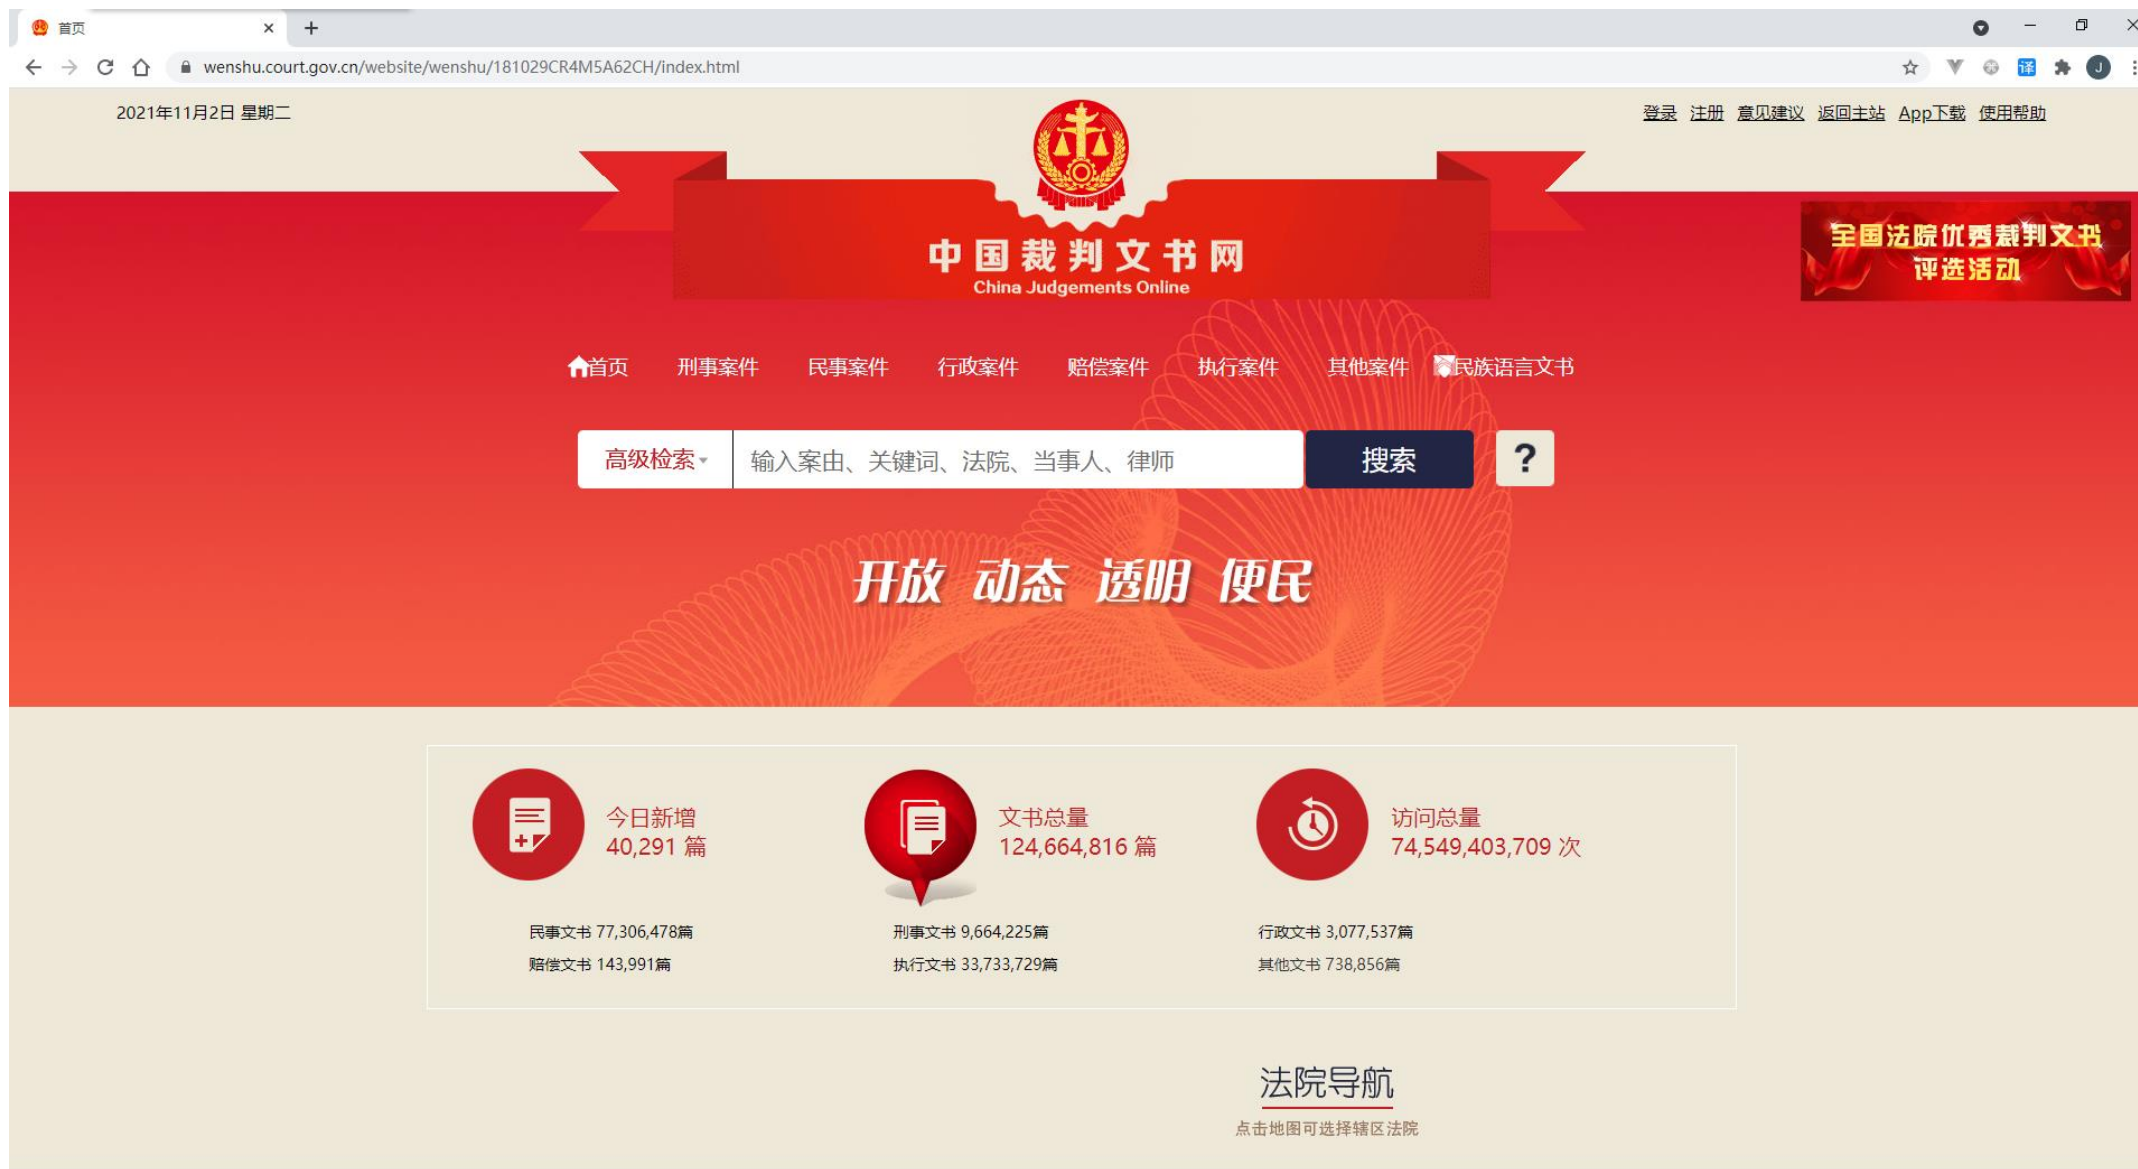 首页
wenshu.court.gov.cn/website/wenshu/181029CR4M5A62CH/index.html
译
J
2021年11月2日 星期二
登录 注册 意见建议 返回主站 App下载 使用帮助
全国法院优秀裁判文书
评选活动
中国裁判文书网
China Judgements Online
首页 刑事案件 民事案件 行政案件 赔偿案件 执行案件 其他案件 民族语言文书
高级检索 输入案由、关键词、法院、当事人、律师 搜索 ?
开放 动态 透明 便民
今日新增 文书总量 访问总量
40,291 篇 124,664,816 篇 74,549,403,709 次
民事文书 77,306,478篇 刑事文书 9,664,225篇 行政文书 3,077,537篇
赔偿文书 143,991篇 执行文书 33,733,729篇 其他文书 738,856篇
法院导航
点击地图可选择辖区法院